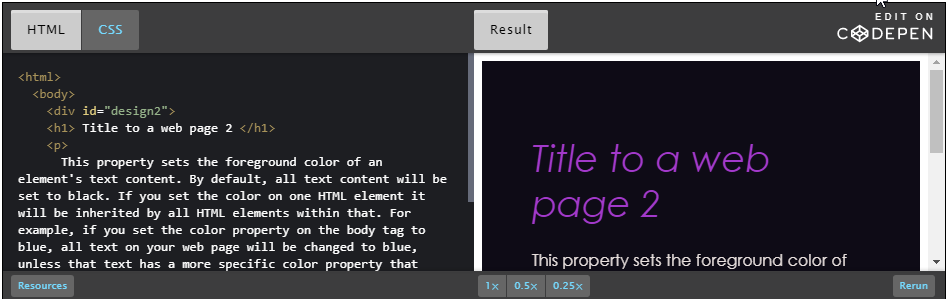 HTML CSS Result EDIT ON
CODEPEN
<html>
<body>
<div id="design2">
<h1> Title to a web page 2 </h1>
<p>
This property sets the foreground color of an
element's text content. By default, all text content will be
set to black. If you set the color on one HTML element it
will be inherited by all HTML elements within that. For
example, if you set the color property on the body tag to
blue, all text on your web page will be changed to blue,
unless that text has a more specific color property that
Title to a web
page 2
This property sets the foreground color of
Resources 1× 0.5× 0.25× Rerun